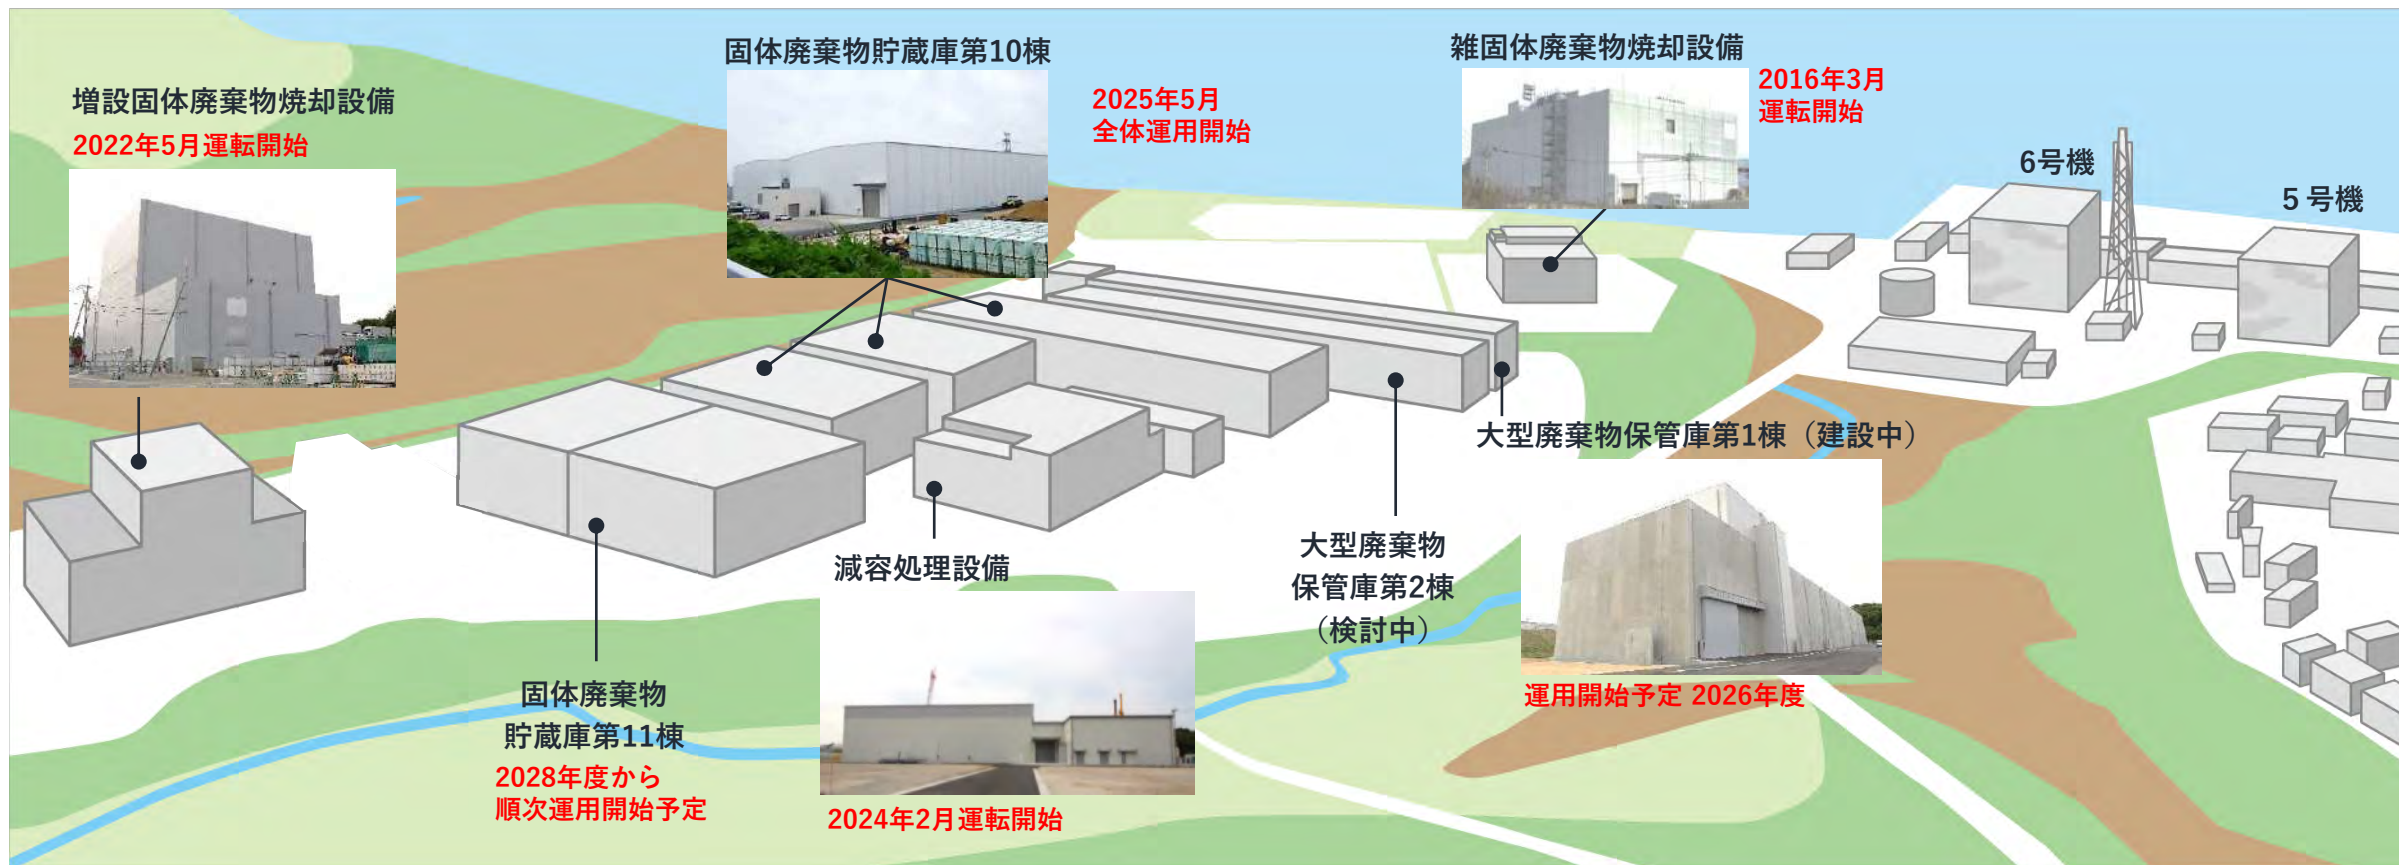 増設固体廃棄物焼却設備
2022年5月運転開始
固体廃棄物貯蔵庫第10棟
2025年5月
全体運用開始
雑固体廃棄物焼却設備
2016年3月
運転開始
6号機
５号機
大型廃棄物保管庫第1棟（建設中）
運用開始予定 2026年度
大型廃棄物
保管庫第2棟
（検討中）
減容処理設備
2024年2月運転開始
固体廃棄物
貯蔵庫第11棟
2028年度から
順次運用開始予定